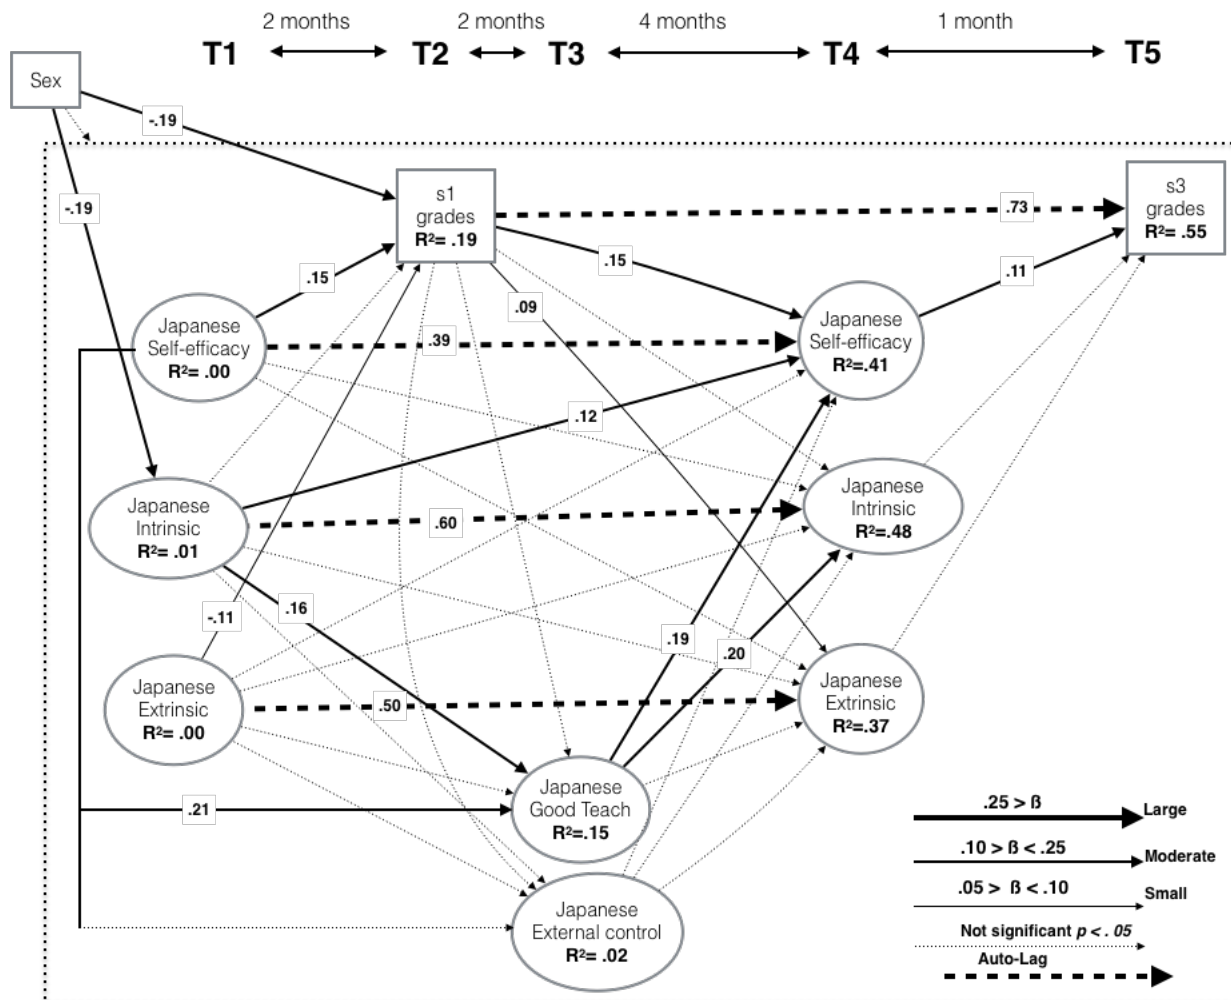 2 months
2 months
4 months
1 month
T1
T2
T3
T4
T5
Sex
-.19
-.19
s1
grades
R²= .19
s3
grades
R²= .55
.73
.15
.15
.11
.09
Japanese
Self-efficacy
R²= .00
.39
Japanese
Self-efficacy
R²=.41
.12
Japanese
Intrinsic
R²= .01
.60
Japanese
Intrinsic
R²=.48
-.11
.16
.19
.20
Japanese
Extrinsic
R²= .00
.50
Japanese
Extrinsic
R²=.37
.21
Japanese
Good Teach
R²=.15
Japanese
External control
R²= .02
.25 > ß
Large
.10 > ß < .25
Moderate
.05 > ß < .10
Small
Not significant p < . 05
Auto-Lag